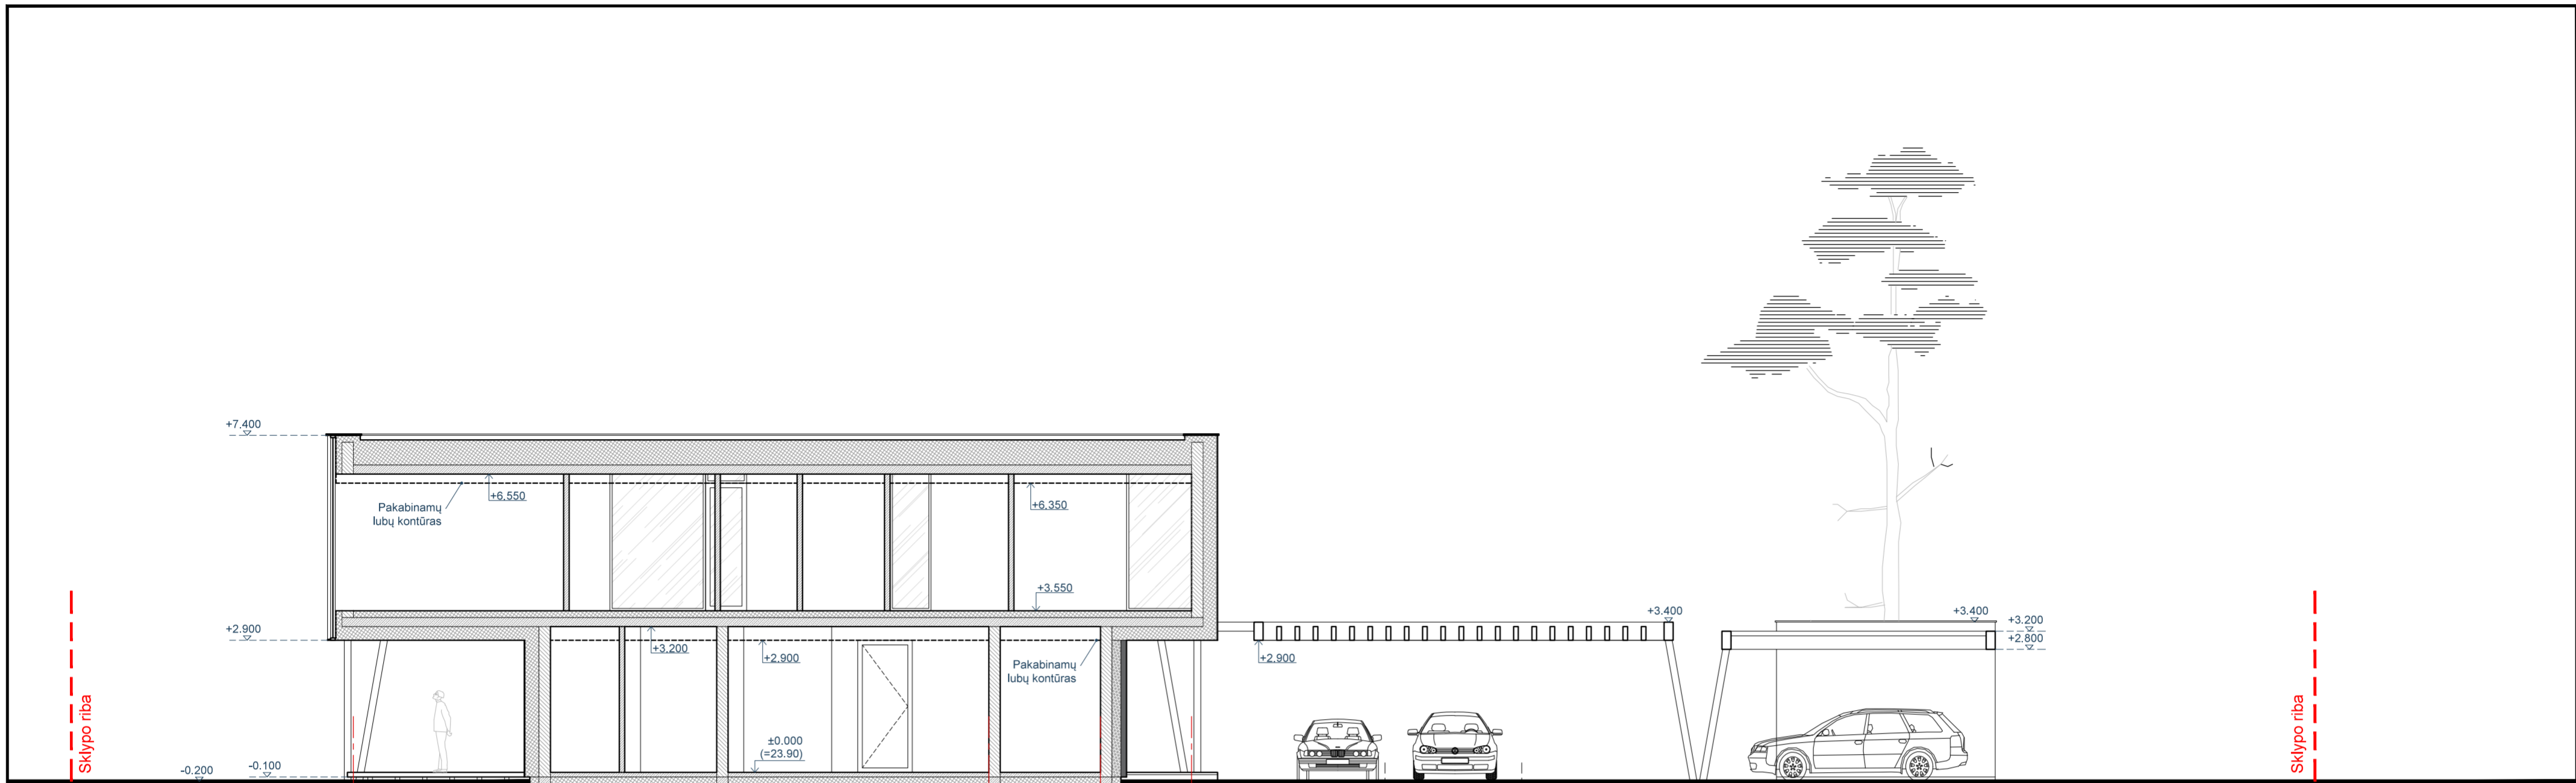 +7.400
+6.550
Pakabinamų
lubų kontūras
+6.350
+3.550
+2.900
+3.400
+3.400
+3.200
+2.800
+3.200
+2.900
Pakabinamų
lubų kontūras
+2.900
±0.000
(=23.90)
-0.200
-0.100
Sklypo riba
Sklypo riba